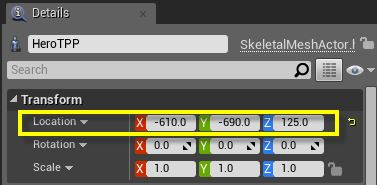 Details
HeroTPP
SkeletalMeshActor.l
Search
Transform
Location X -610.0 Y -690.0 Z 125.0
Rotation X 0.0 Y 0.0 Z 0.0
Scale X 1.0 Y 1.0 Z 1.0